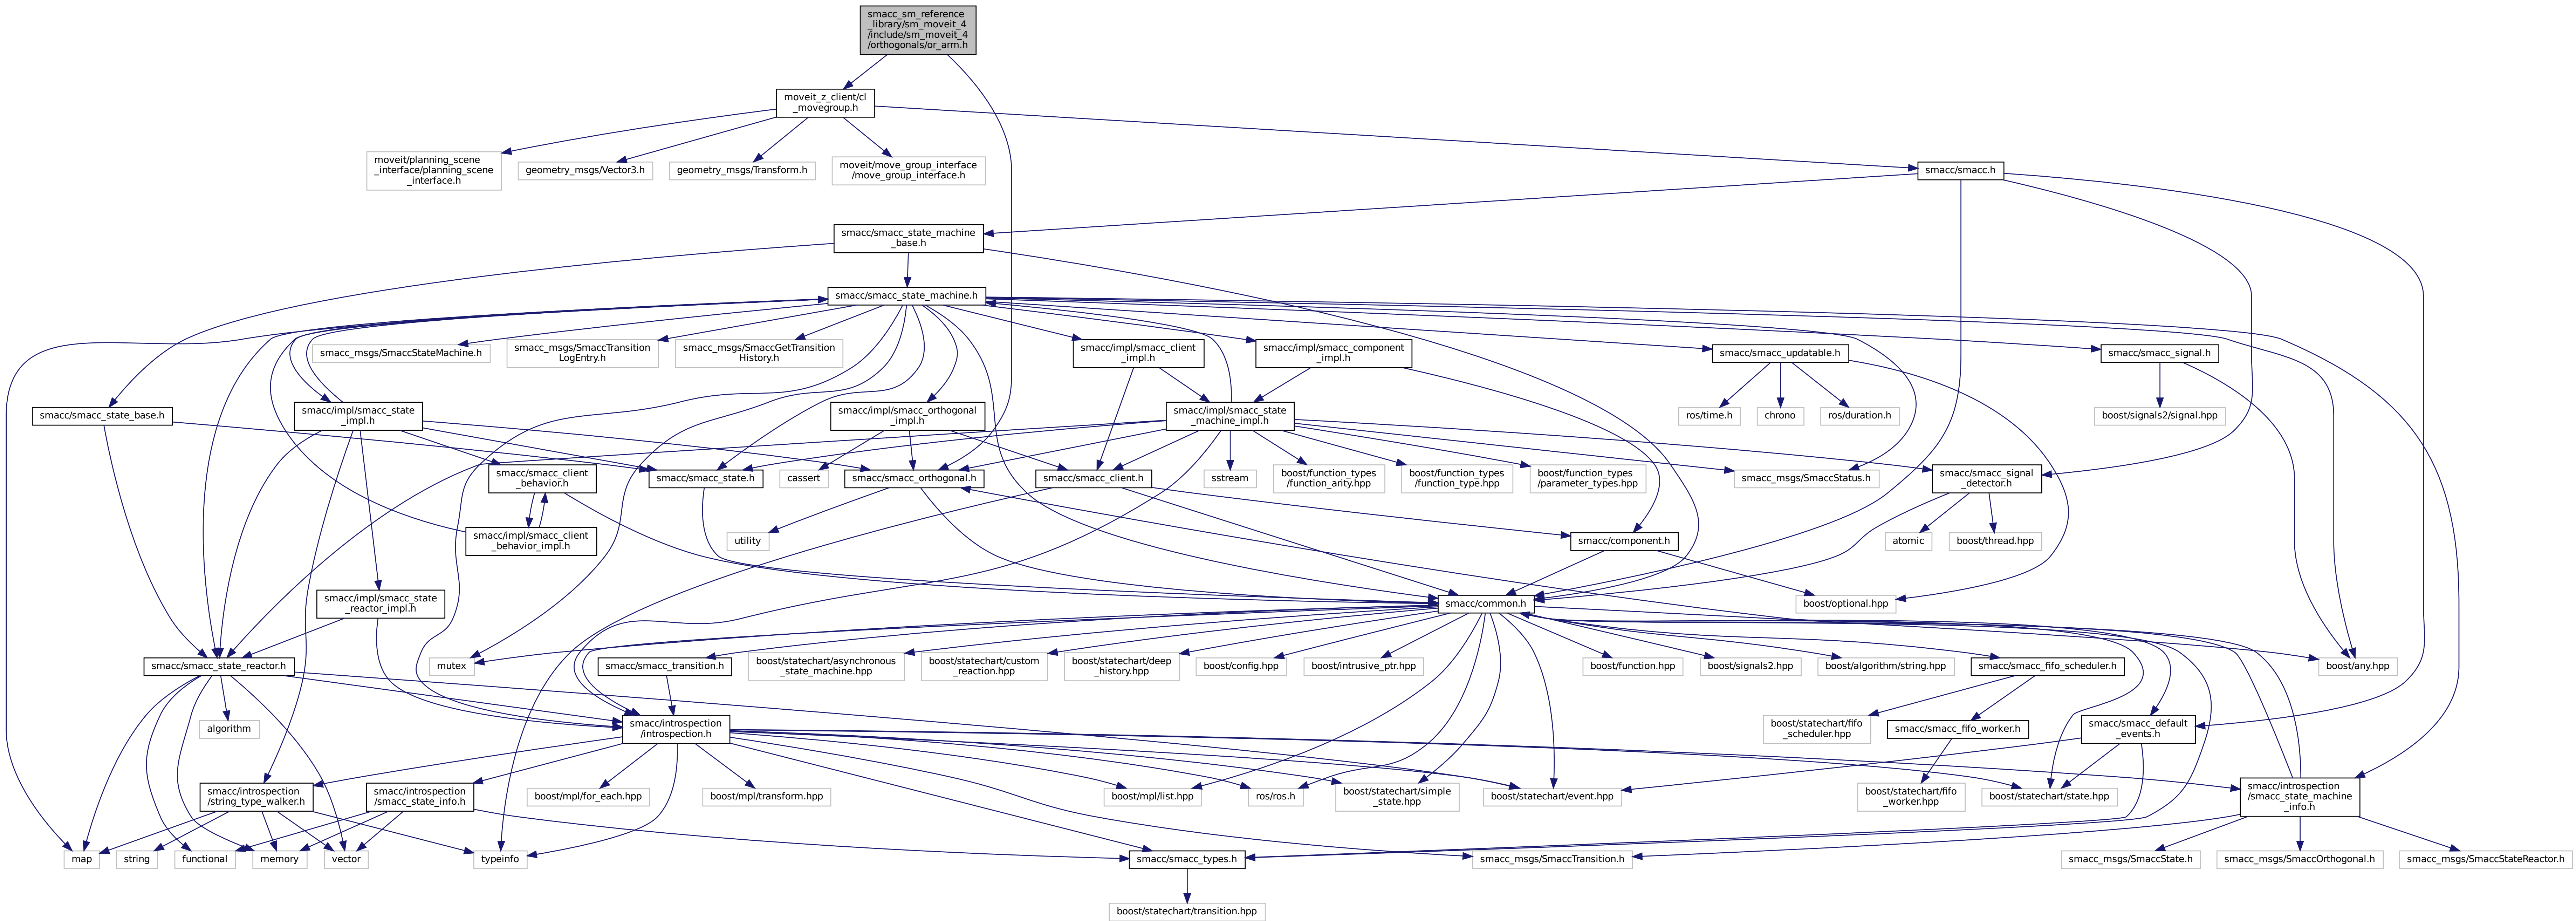 smacc_sm_reference
_library/sm_moveit_4
/include/sm_moveit_4
/orthogonals/or_arm.h
moveit_z_client/cl
_movegroup.h
moveit/planning_scene
_interface/planning_scene
_interface.h
geometry_msgs/Vector3.h
geometry_msgs/Transform.h
moveit/move_group_interface
/move_group_interface.h
smacc/smacc.h
smacc/smacc_state_machine
_base.h
smacc/smacc_state_machine.h
smacc_msgs/SmaccStateMachine.h
smacc_msgs/SmaccTransition
LogEntry.h
smacc_msgs/SmaccGetTransition
History.h
smacc/impl/smacc_client
_impl.h
smacc/impl/smacc_component
_impl.h
smacc/smacc_updatable.h
smacc/smacc_signal.h
smacc/smacc_state_base.h
smacc/impl/smacc_state
_impl.h
smacc/impl/smacc_orthogonal
_impl.h
smacc/impl/smacc_state
_machine_impl.h
ros/time.h
chrono
ros/duration.h
boost/signals2/signal.hpp
smacc/smacc_client
_behavior.h
smacc/smacc_state.h
cassert
smacc/smacc_orthogonal.h
smacc/smacc_client.h
sstream
boost/function_types
/function_arity.hpp
boost/function_types
/function_type.hpp
boost/function_types
/parameter_types.hpp
smacc_msgs/SmaccStatus.h
smacc/smacc_signal
_detector.h
smacc/impl/smacc_client
_behavior_impl.h
utility
smacc/component.h
atomic
boost/thread.hpp
smacc/impl/smacc_state
_reactor_impl.h
smacc/common.h
boost/optional.hpp
smacc/smacc_state_reactor.h
mutex
smacc/smacc_transition.h
boost/statechart/asynchronous
_state_machine.hpp
boost/statechart/custom
_reaction.hpp
boost/statechart/deep
_history.hpp
boost/config.hpp
boost/intrusive_ptr.hpp
boost/function.hpp
boost/signals2.hpp
boost/algorithm/string.hpp
smacc/smacc_fifo_scheduler.h
boost/any.hpp
algorithm
smacc/introspection
/introspection.h
boost/statechart/fifo
_scheduler.hpp
smacc/smacc_fifo_worker.h
smacc/smacc_default
_events.h
smacc/introspection
/string_type_walker.h
smacc/introspection
/smacc_state_info.h
boost/mpl/for_each.hpp
boost/mpl/transform.hpp
boost/mpl/list.hpp
ros/ros.h
boost/statechart/simple
_state.hpp
boost/statechart/event.hpp
boost/statechart/fifo
_worker.hpp
boost/statechart/state.hpp
smacc/introspection
/smacc_state_machine
_info.h
map
string
functional
memory
vector
typeinfo
smacc/smacc_types.h
smacc_msgs/SmaccTransition.h
smacc_msgs/SmaccState.h
smacc_msgs/SmaccOrthogonal.h
smacc_msgs/SmaccStateReactor.h
boost/statechart/transition.hpp